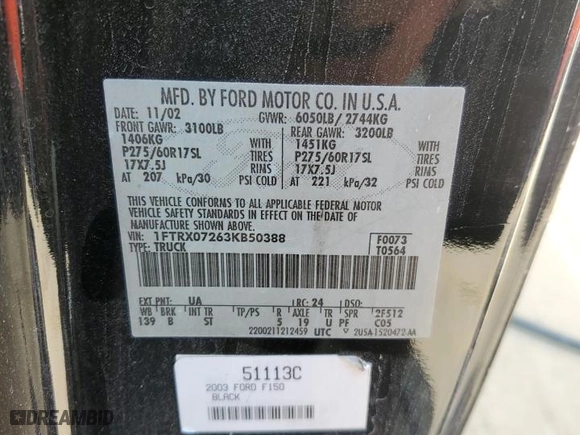 MFD. BY FORD MOTOR CO. IN U.S.A.
DATE: 11/02 GVWR: 6050LB/ 2744KG
FRONT GAWR: 3100LB REAR GAWR: 3200LB
1406KG WITH 1451KG WITH
P275/60R17SL TIRES P275/60R17SL TIRES
17X7.5J RIMS 17X7.5J RIMS
AT 207 kPa/30 PSI COLD AT 221 kPa/32 PSI COLD
THIS VEHICLE CONFORMS TO ALL APPLICABLE FEDERAL MOTOR
VEHICLE SAFETY STANDARDS IN EFFECT ON THE DATE OF
MANUFACTURE SHOWN ABOVE.
VIN: 1FTRX07263KB50388 F0073
TYPE: TRUCK T0564
EXT PNT: UA RC: 24 DSO:
WB BRK INT TR TP/PS R AXLE TR SPR 2F512
139 B ST 5 19 U PF C05
2200211212459 UTC 2U5A-1520472-AA
51113C
2003 FORD F150
BLACK
DREAMBID